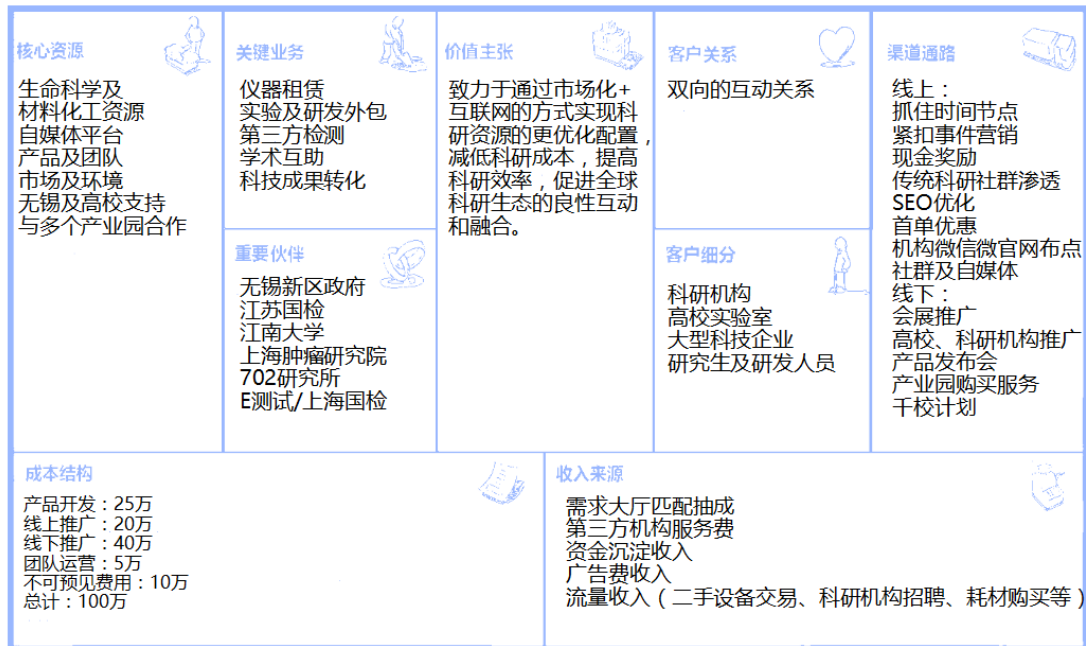 核心资源
生命科学及
材料化工资源
自媒体平台
产品及团队
市场及环境
无锡及高校支持
与多个产业园合作
关键业务
仪器租赁
实验及研发外包
第三方检测
学术互助
科技成果转化
重要伙伴
无锡新区政府
江苏国检
江南大学
上海肿瘤研究院
702研究所
E测试/上海国检
价值主张
致力于通过市场化+
互联网的方式实现科
研资源的更优化配置，
减低科研成本，提高
科研效率，促进全球
科研生态的良性互动
和融合。
客户关系
双向的互动关系
客户细分
科研机构
高校实验室
大型科技企业
研究生及研发人员
渠道通路
线上：
抓住时间节点
紧扣事件营销
现金奖励
传统科研社群渗透
SEO优化
首单优惠
机构微信微官网布点
社群及自媒体
线下：
会展推广
高校、科研机构推广
产品发布会
产业园购买服务
千校计划
成本结构
产品开发：25万
线上推广：20万
线下推广：40万
团队运营：5万
不可预见费用：10万
总计：100万
收入来源
需求大厅匹配抽成
第三方机构服务费
资金沉淀收入
广告费收入
流量收入（二手设备交易、科研机构招聘、耗材购买等）